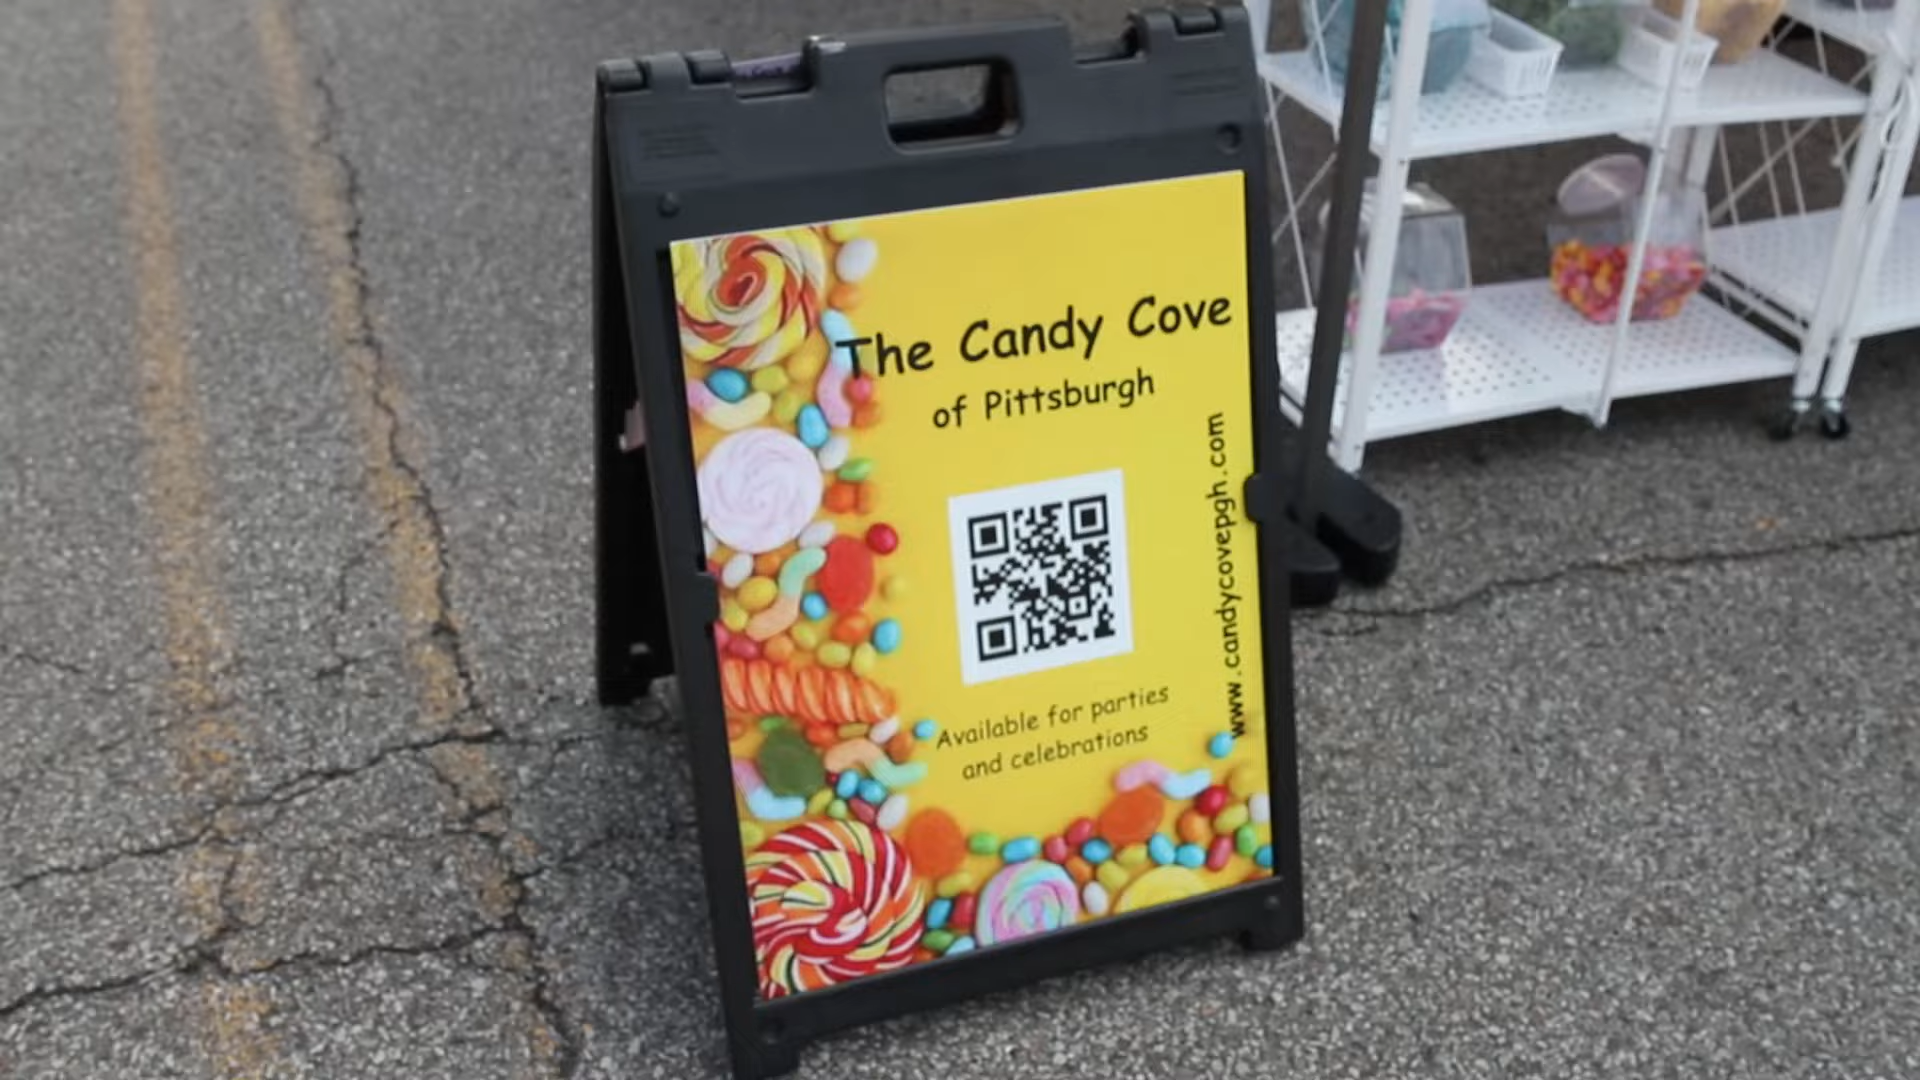 The Candy Cove
of Pittsburgh
www.candycovepgh.com
Available for parties
and celebrations